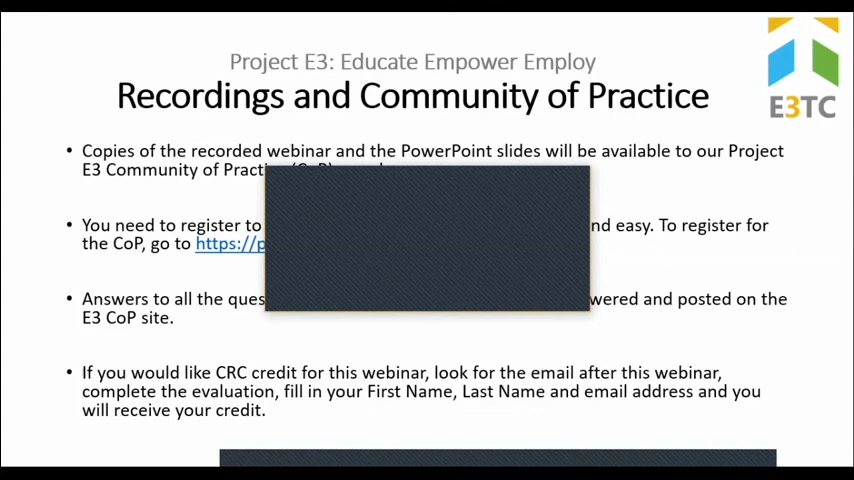 Project E3: Educate Empower Employ
Recordings and Community of Practice
E3TC
• Copies of the recorded webinar and the PowerPoint slides will be available to our Project
E3 Community of
• You need to register to and easy. To register for
the CoP, go to https://p
• Answers to all the answered and posted on the
E3 CoP site.
• If you would like CRC credit for this webinar, look for the email after this webinar,
complete the evaluation, fill in your First Name, Last Name and email address and you
will receive your credit.